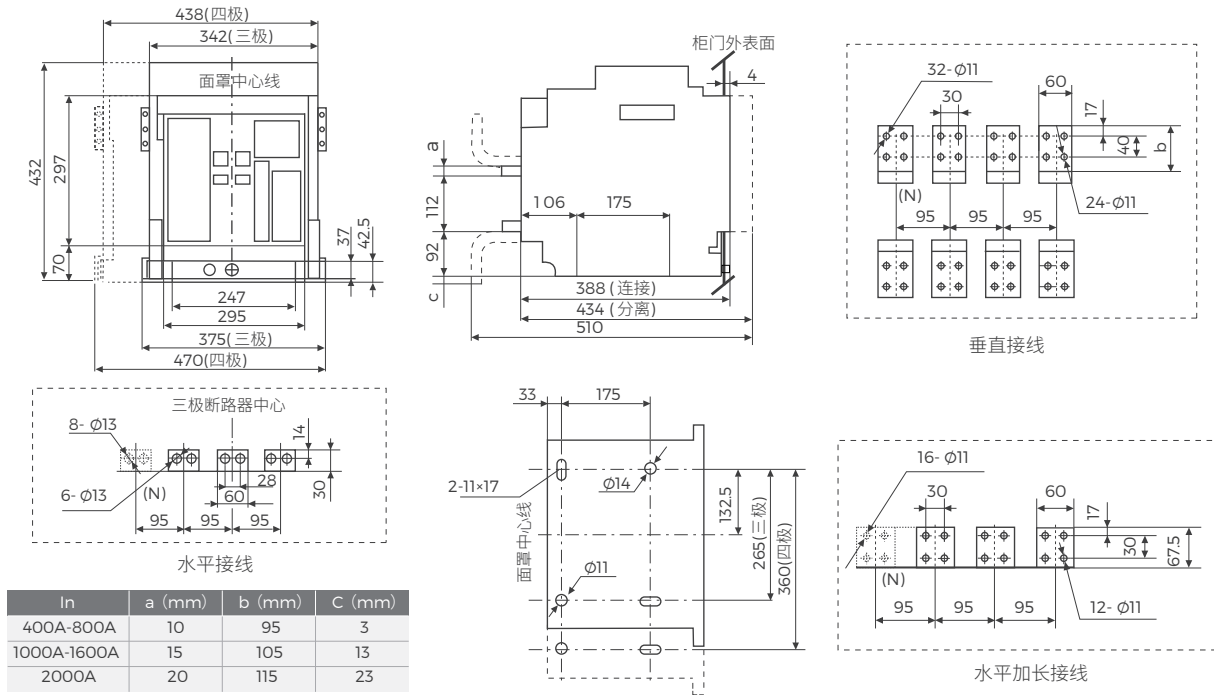 438(四极)
342(三极)
面罩中心线
432
297
70
37
42.5
247
295
375(三极)
470(四极)
柜门外表面
4
a
112
92
c
1 06
175
388 (连接)
434 (分离)
510
32-Ø11
30
60
17
40
b
24-Ø11
(N)
95
95
95
垂直接线
三极断路器中心
8- Ø13
14
30
6- Ø13
(N)
28
60
95
95
95
水平接线
33
175
2-11×17
Ø14
面罩中心线
132.5
265(三极)
360(四极)
Ø11
16- Ø11
30
60
17
30
67.5
(N)
12- Ø11
95
95
95
水平加长接线
In a (mm) b (mm) C (mm)
400A-800A 10 95 3
1000A-1600A 15 105 13
2000A 20 115 23